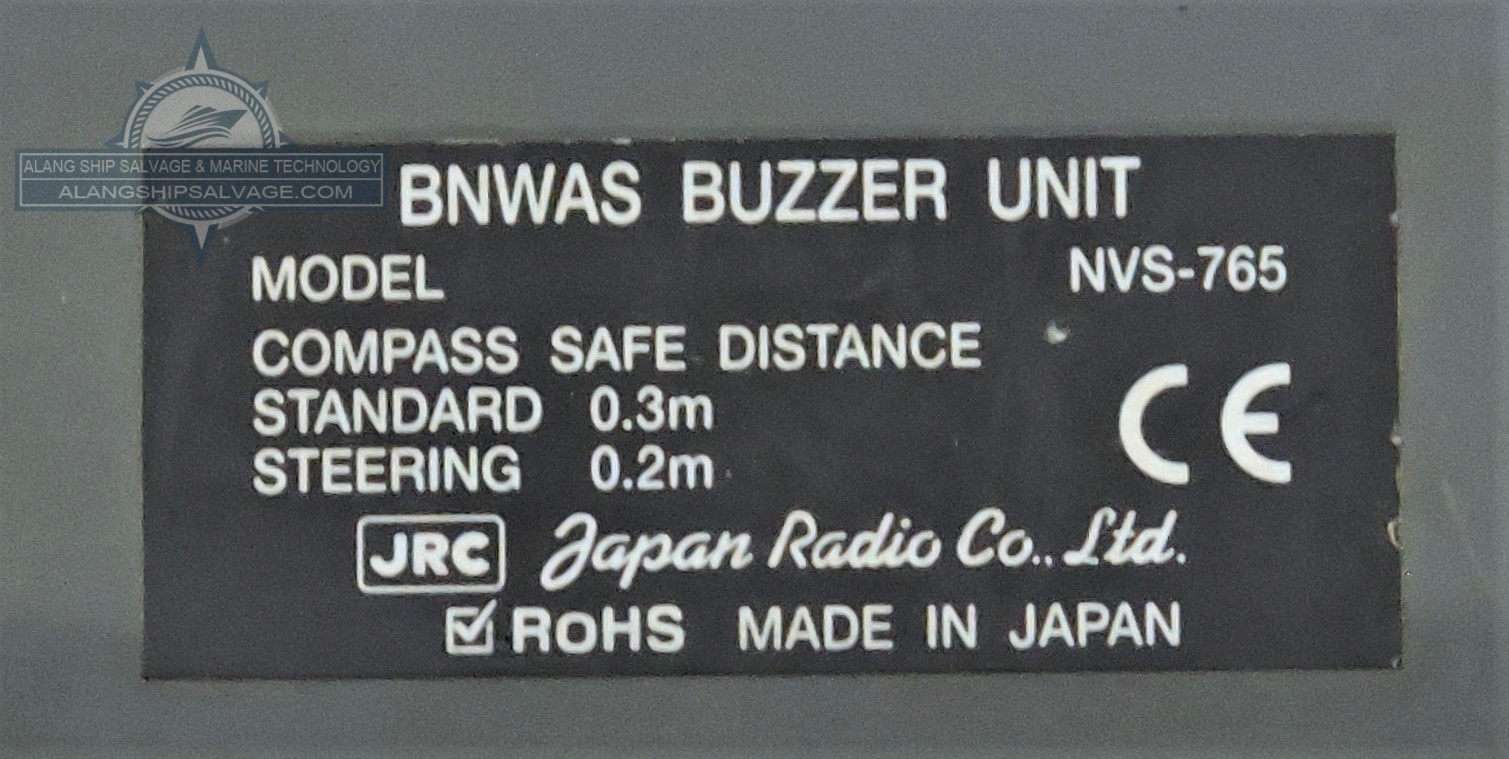 ALANG SHIP SALVAGE & MARINE TECHNOLOGY
ALANGSHIPSALVAGE.COM
BNWAS BUZZER UNIT
MODEL NVS-765
COMPASS SAFE DISTANCE
STANDARD 0.3m
STEERING 0.2m
CE
JRC Japan Radio Co., Ltd.
RoHS MADE IN JAPAN